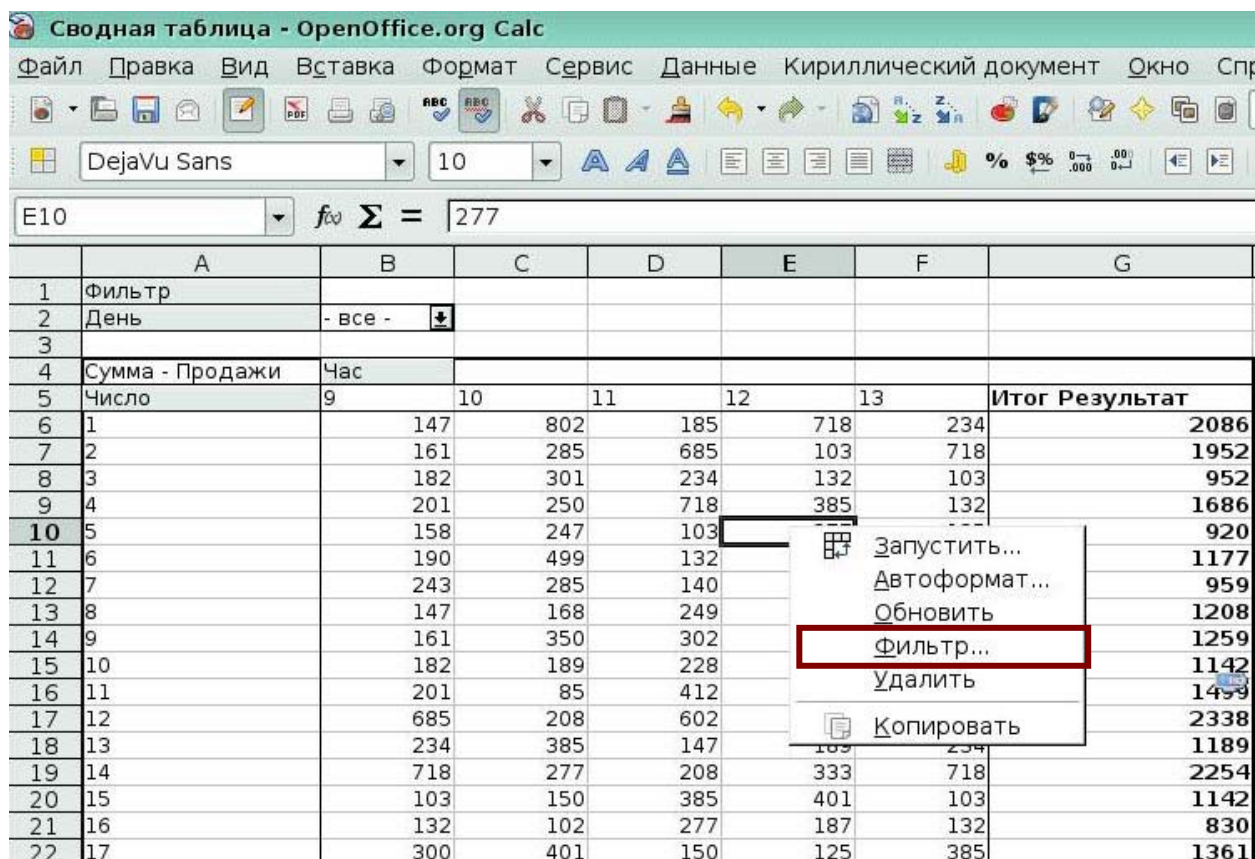 Сводная таблица - OpenOffice.org Calc
Файл Правка Вид Вставка Формат Сервис Данные Кириллический документ Окно Спр
DejaVu Sans 10
E10 f(x) Σ = 277
A B C D E F G
1 Фильтр
2 День - все -
3
4 Сумма - Продажи Час
5 Число 9 10 11 12 13 Итог Результат
6 1 147 802 185 718 234 2086
7 2 161 285 685 103 718 1952
8 3 182 301 234 132 103 952
9 4 201 250 718 385 132 1686
10 5 158 247 103 920
11 6 190 499 132 1177
12 7 243 285 140 959
13 8 147 168 249 1208
14 9 161 350 302 1259
15 10 182 189 228 1142
16 11 201 85 412 1499
17 12 685 208 602 2338
18 13 234 385 147 189 234 1189
19 14 718 277 208 333 718 2254
20 15 103 150 385 401 103 1142
21 16 132 102 277 187 132 830
22 17 300 401 150 125 385 1361
Запустить...
Автоформат...
Обновить
Фильтр...
Удалить
Копировать